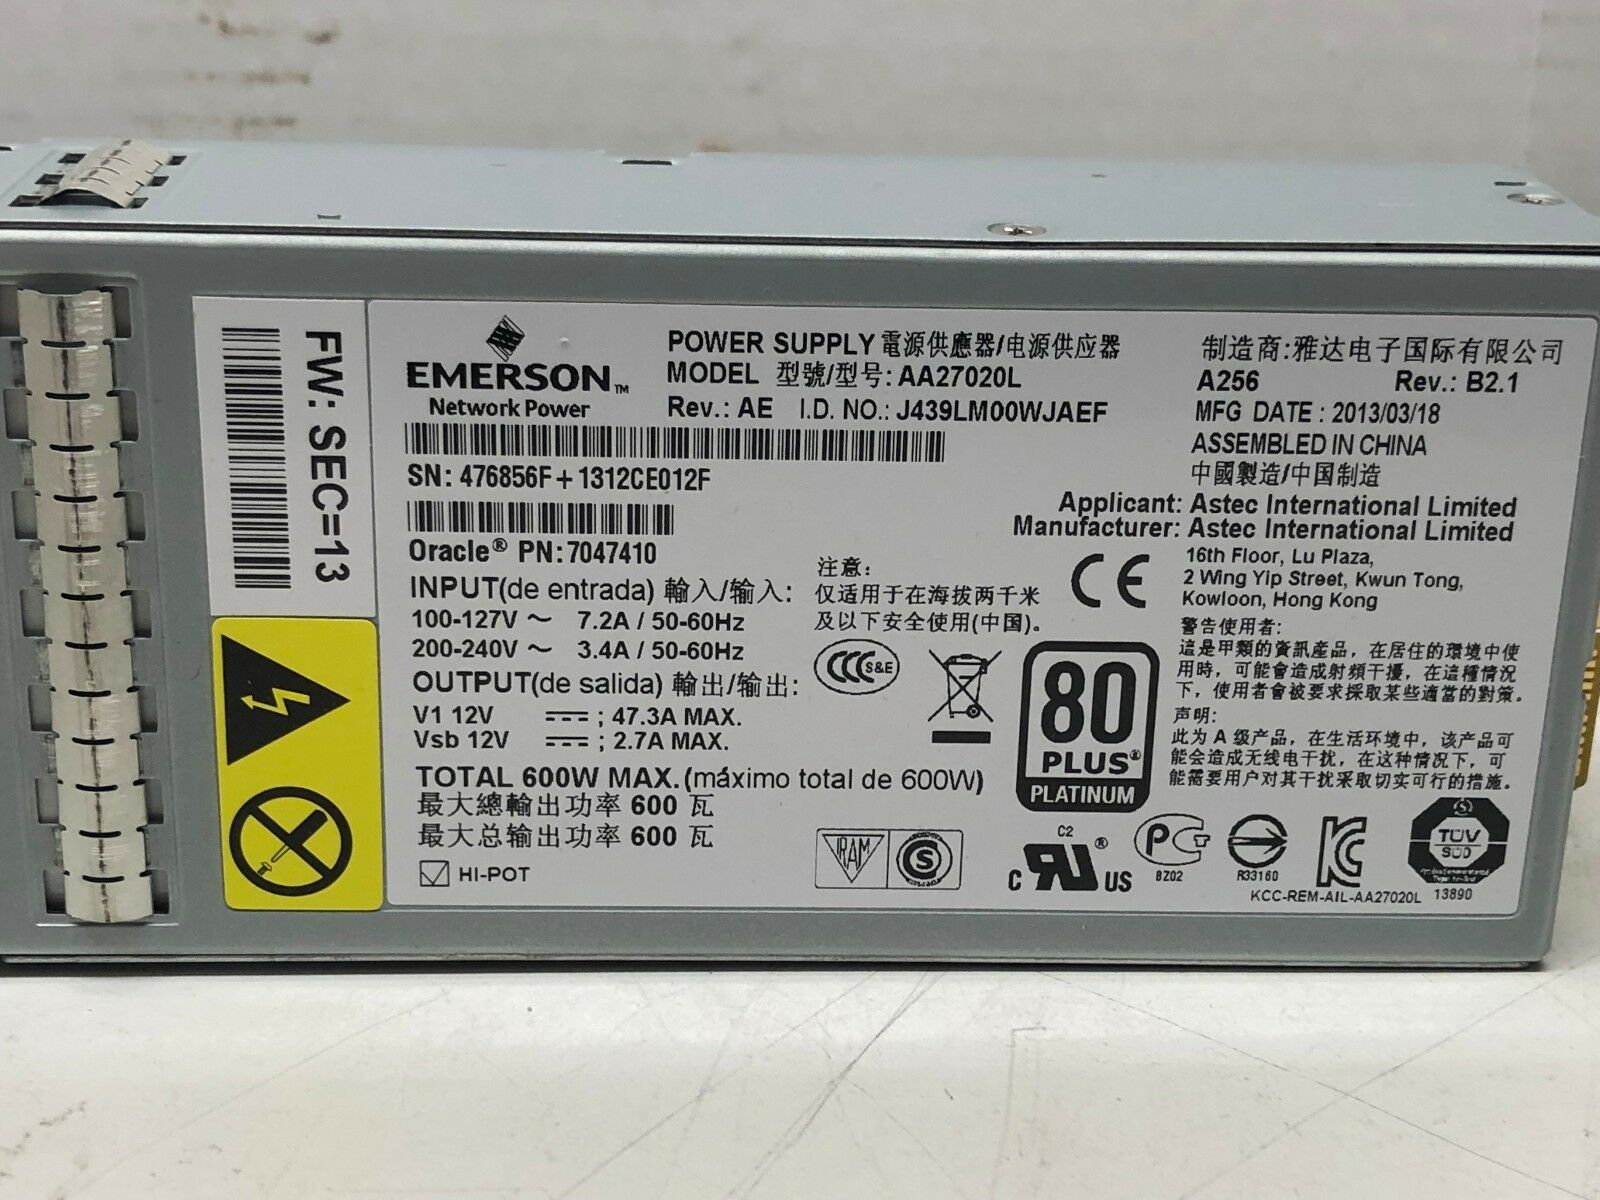 FW: SEC=13
EMERSON™
Network Power
POWER SUPPLY 電源供應器/电源供应器
MODEL 型號/型号: AA27020L
Rev.: AE I.D. NO.: J439LM00WJAEF
SN: 476856F+1312CE012F
Oracle® PN: 7047410
INPUT(de entrada) 輸入/输入:
100-127V ～ 7.2A / 50-60Hz
200-240V ～ 3.4A / 50-60Hz
OUTPUT(de salida) 輸出/输出:
V1 12V ⎓ ; 47.3A MAX.
Vsb 12V ⎓ ; 2.7A MAX.
TOTAL 600W MAX.(máximo total de 600W)
最大總輸出功率 600 瓦
最大总输出功率 600 瓦
HI-POT
注意:
仅适用于在海拔两千米
及以下安全使用(中国)。
CCC S&E
CE
80
PLUS®
PLATINUM
IRAM
S
C2
c RU® US
PCT
BZ02
R33160
KC
KCC-REM-AIL-AA27020L
TÜV
SÜD
13890
制造商:雅达电子国际有限公司
A256 Rev.: B2.1
MFG DATE : 2013/03/18
ASSEMBLED IN CHINA
中國製造/中国制造
Applicant: Astec International Limited
Manufacturer: Astec International Limited
16th Floor, Lu Plaza,
2 Wing Yip Street, Kwun Tong,
Kowloon, Hong Kong
警告使用者:
這是甲類的資訊產品，在居住的環境中使
用時，可能會造成射頻干擾，在這種情況
下，使用者會被要求採取某些適當的對策。
声明:
此为 A 级产品，在生活环境中，该产品可
能会造成无线电干扰，在这种情况下，可
能需要用户对其干扰采取切实可行的措施。